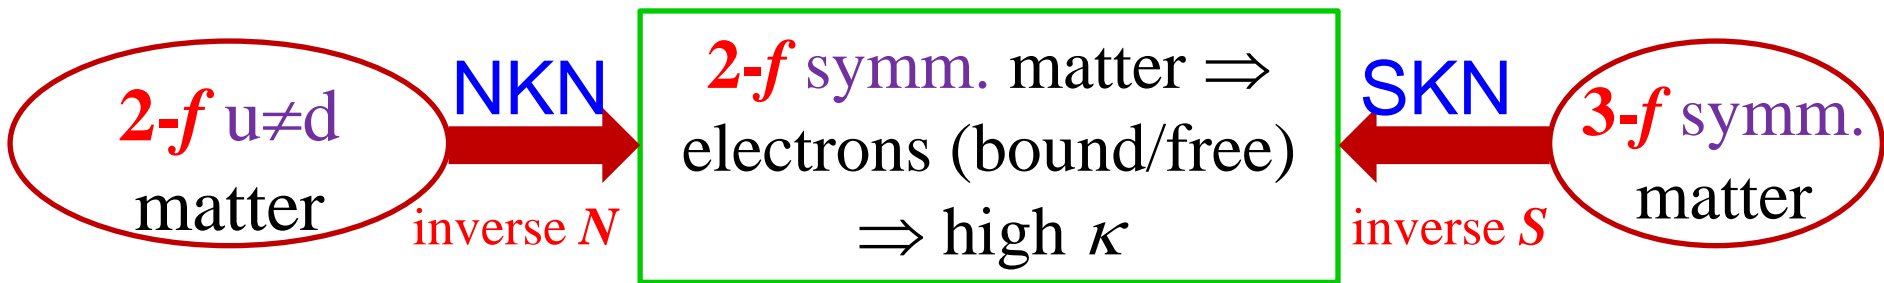 2-f u≠d
matter
NKN
inverse N
2-f symm. matter ⇒
electrons (bound/free)
⇒ high κ
SKN
inverse S
3-f symm.
matter